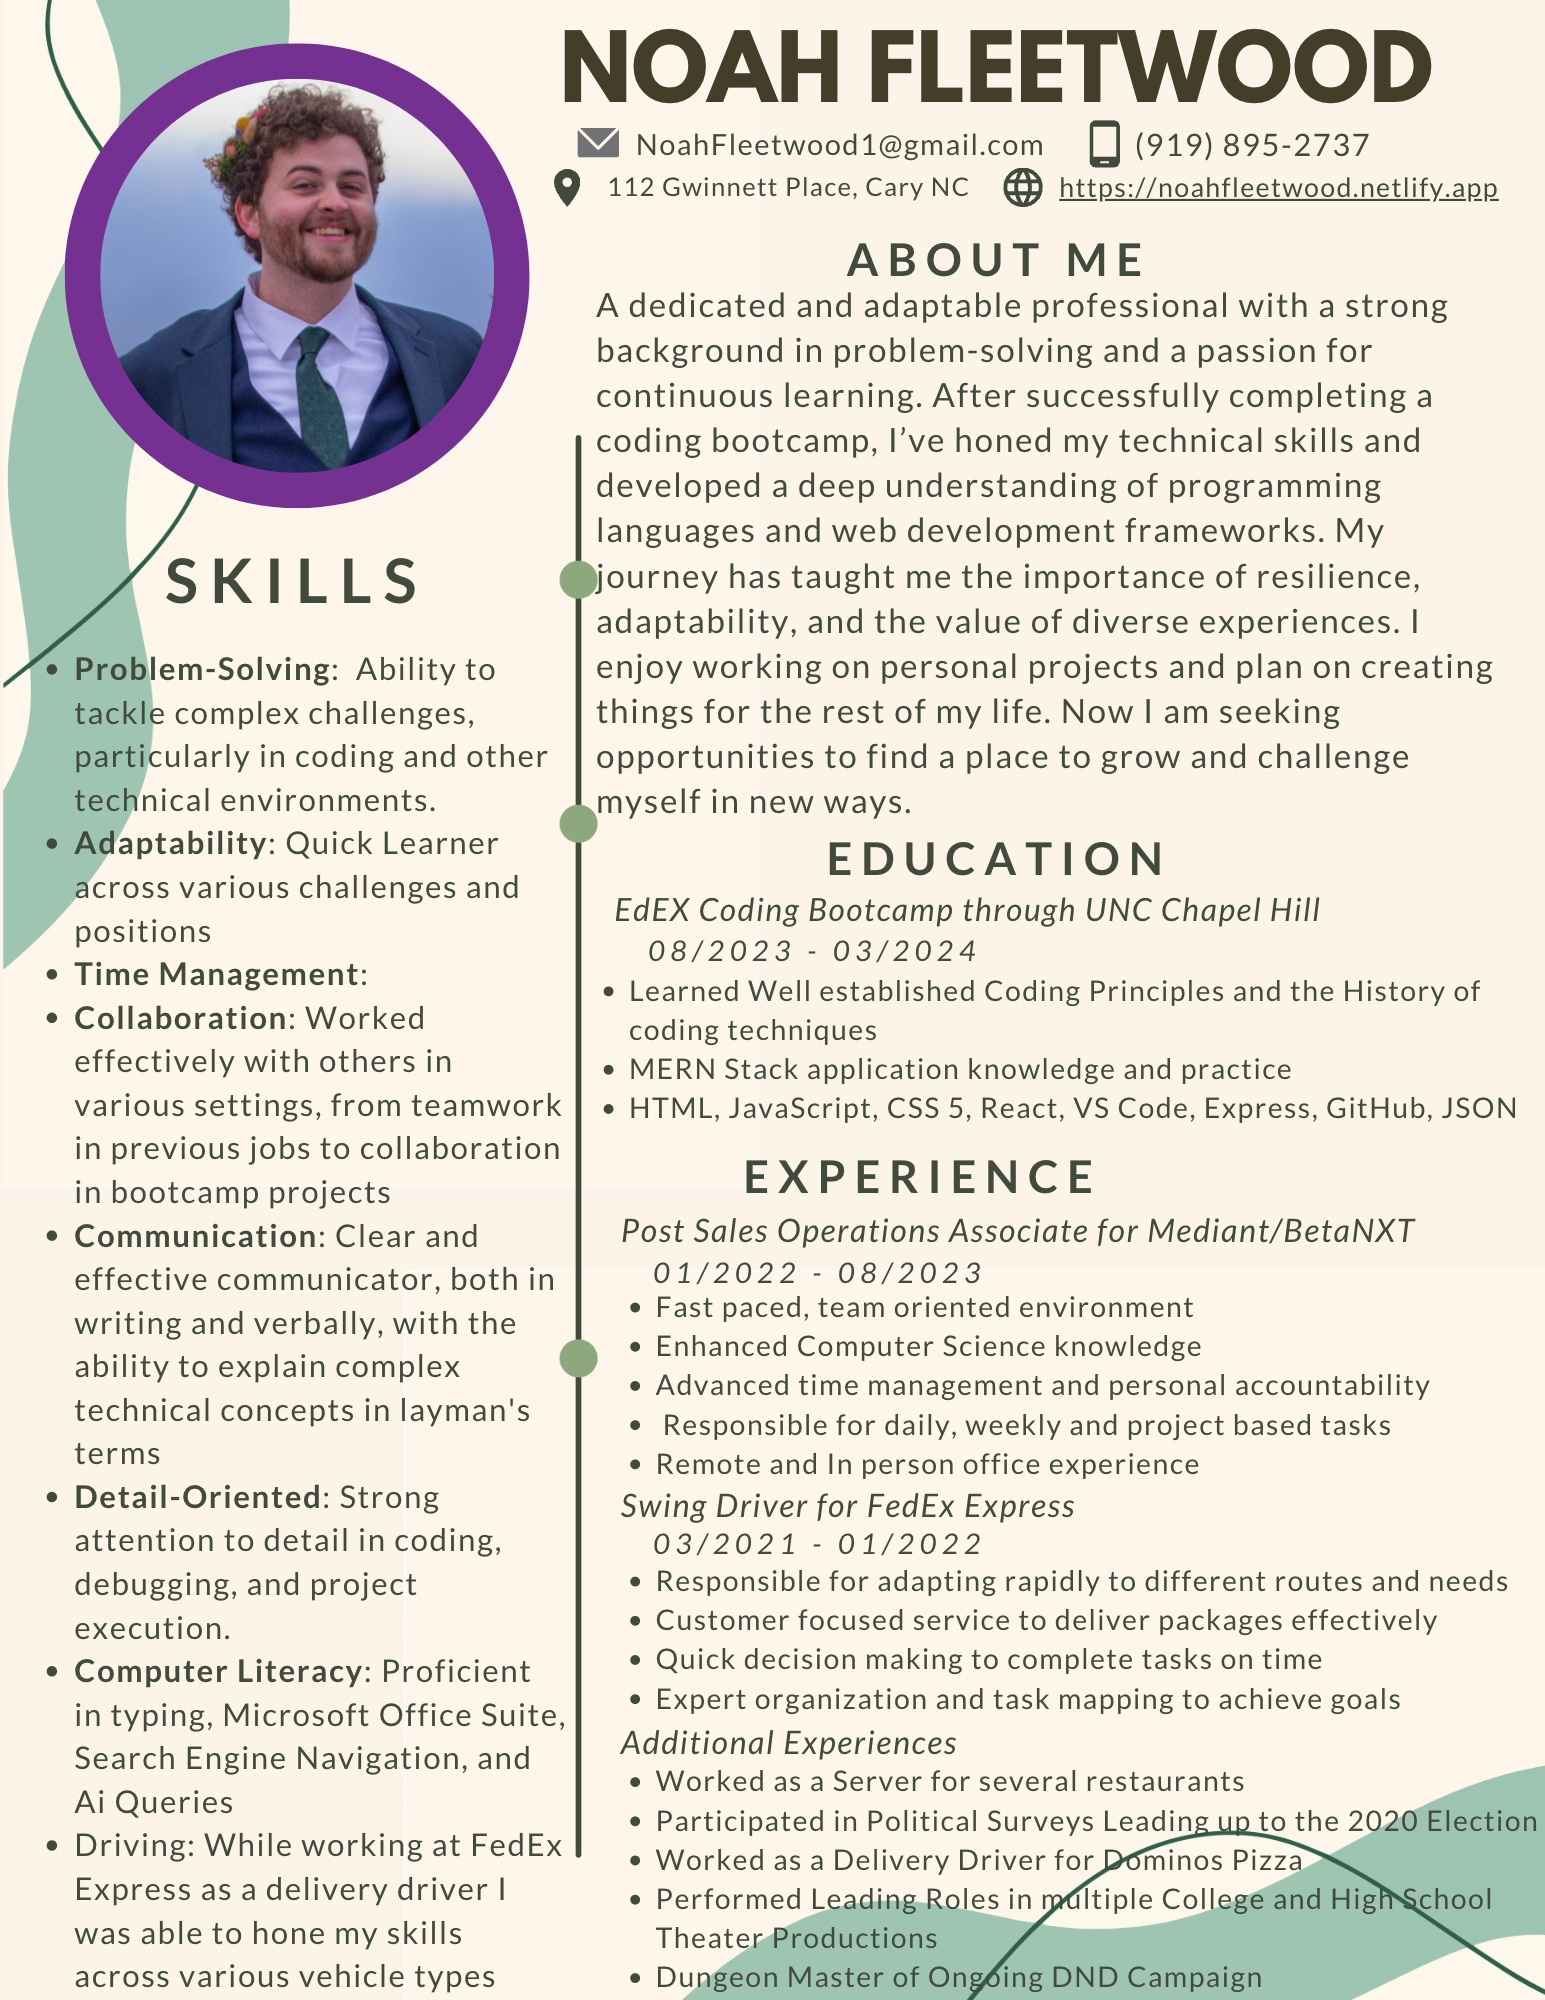 NOAH FLEETWOOD
NoahFleetwood1@gmail.com
(919) 895-2737
112 Gwinnett Place, Cary NC
https://noahfleetwood.netlify.app
SKILLS
• Problem-Solving:  Ability to
tackle complex challenges,
particularly in coding and other
technical environments.
• Adaptability: Quick Learner
across various challenges and
positions
• Time Management:
• Collaboration: Worked
effectively with others in
various settings, from teamwork
in previous jobs to collaboration
in bootcamp projects
• Communication: Clear and
effective communicator, both in
writing and verbally, with the
ability to explain complex
technical concepts in layman's
terms
• Detail-Oriented: Strong
attention to detail in coding,
debugging, and project
execution.
• Computer Literacy: Proficient
in typing, Microsoft Office Suite,
Search Engine Navigation, and
Ai Queries
• Driving: While working at FedEx
Express as a delivery driver I
was able to hone my skills
across various vehicle types
ABOUT ME
A dedicated and adaptable professional with a strong
background in problem-solving and a passion for
continuous learning. After successfully completing a
coding bootcamp, I’ve honed my technical skills and
developed a deep understanding of programming
languages and web development frameworks. My
journey has taught me the importance of resilience,
adaptability, and the value of diverse experiences. I
enjoy working on personal projects and plan on creating
things for the rest of my life. Now I am seeking
opportunities to find a place to grow and challenge
myself in new ways.
EDUCATION
EdEX Coding Bootcamp through UNC Chapel Hill
08/2023 - 03/2024
• Learned Well established Coding Principles and the History of
coding techniques
• MERN Stack application knowledge and practice
• HTML, JavaScript, CSS 5, React, VS Code, Express, GitHub, JSON
EXPERIENCE
Post Sales Operations Associate for Mediant/BetaNXT
01/2022 - 08/2023
• Fast paced, team oriented environment
• Enhanced Computer Science knowledge
• Advanced time management and personal accountability
• Responsible for daily, weekly and project based tasks
• Remote and In person office experience
Swing Driver for FedEx Express
03/2021 - 01/2022
• Responsible for adapting rapidly to different routes and needs
• Customer focused service to deliver packages effectively
• Quick decision making to complete tasks on time
• Expert organization and task mapping to achieve goals
Additional Experiences
• Worked as a Server for several restaurants
• Participated in Political Surveys Leading up to the 2020 Election
• Worked as a Delivery Driver for Dominos Pizza
• Performed Leading Roles in multiple College and High School
Theater Productions
• Dungeon Master of Ongoing DND Campaign